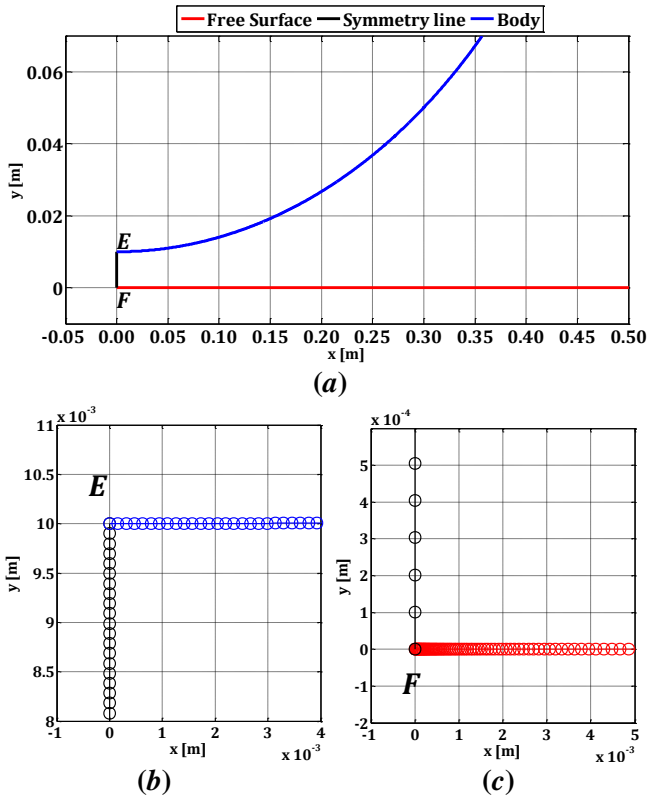 Free Surface Symmetry line Body
0.06
0.04
0.02
0
y [m]
E
F
-0.05 0.00 0.05 0.10 0.15 0.20 0.25 0.30 0.35 0.40 0.45 0.50
x [m]
(a)
x 10⁻³
11
10.5
10
9.5
9
8.5
8
y [m]
E
-1 0 1 2 3 4
x [m]
x 10⁻³
(b)
x 10⁻⁴
5
4
3
2
1
0
-1
-2
y [m]
F
-1 0 1 2 3 4 5
x [m]
x 10⁻³
(c)